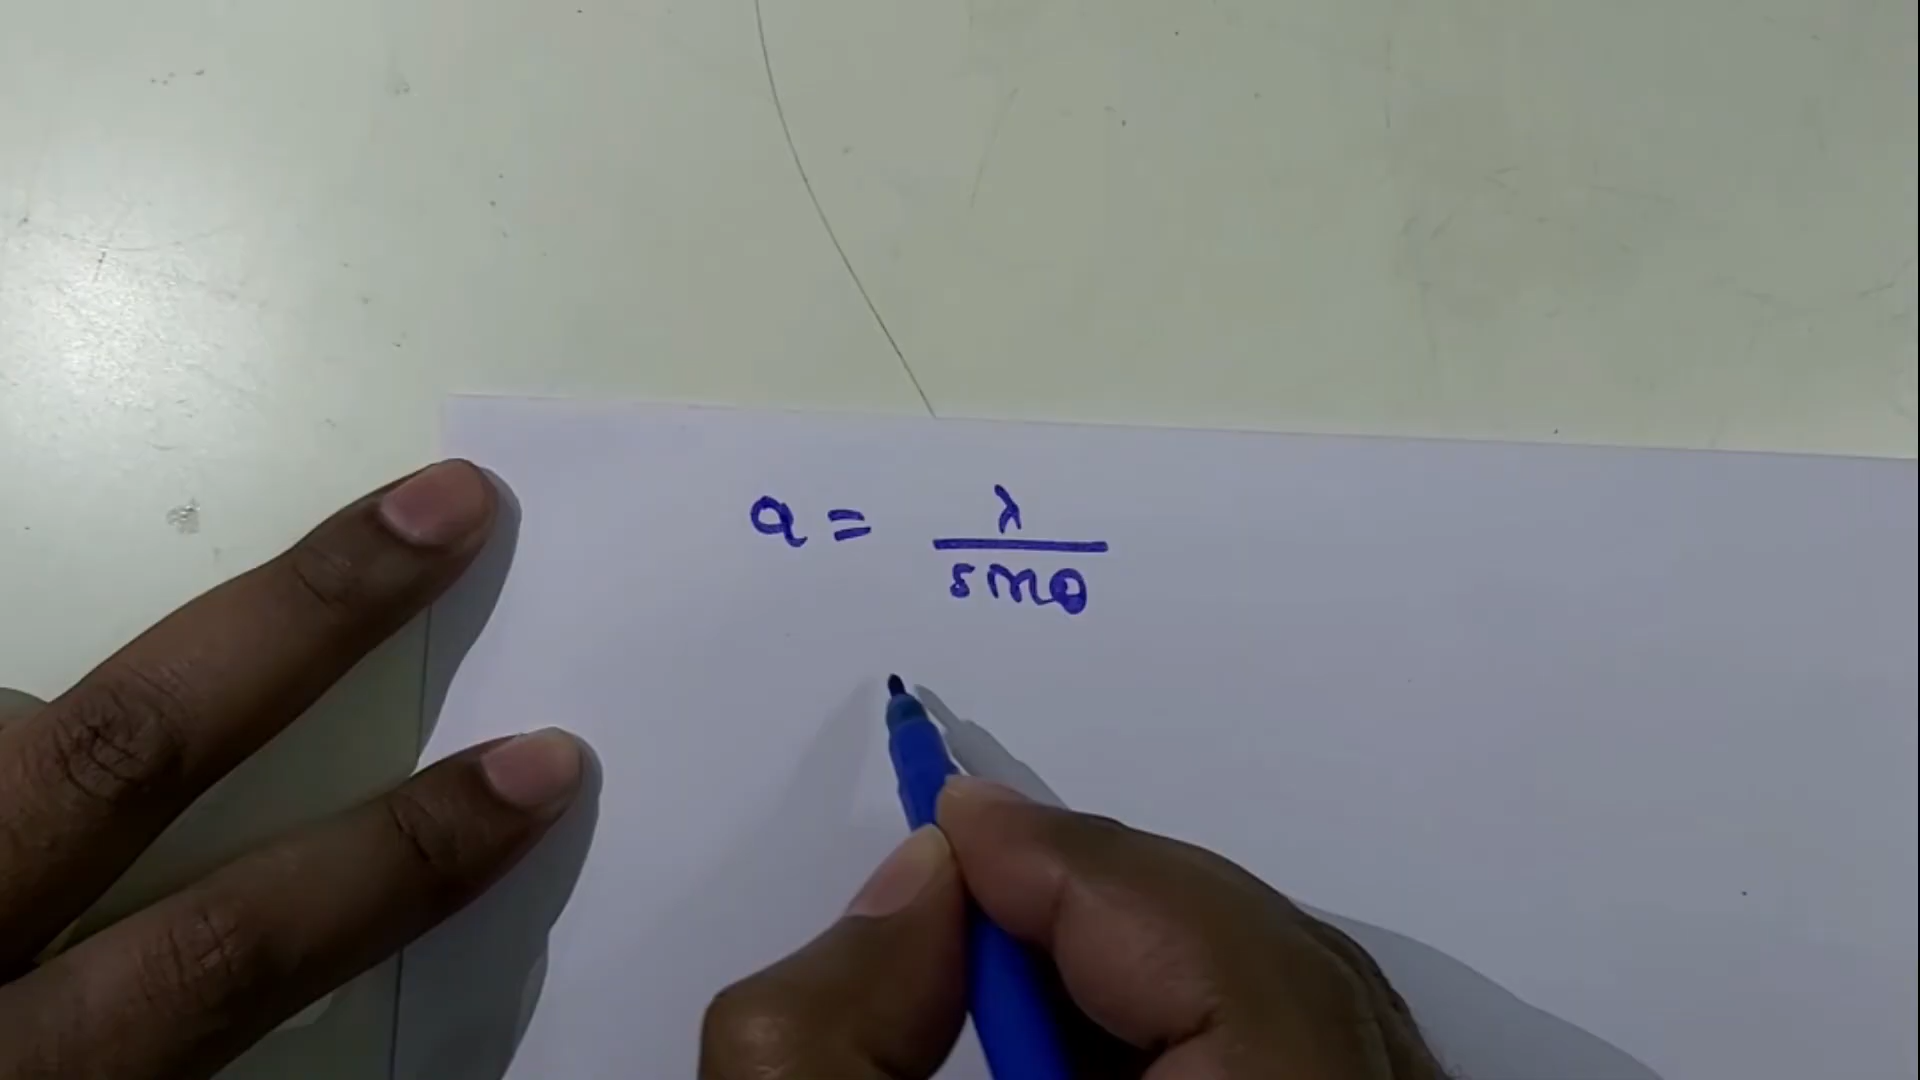 a = λ / sinθ